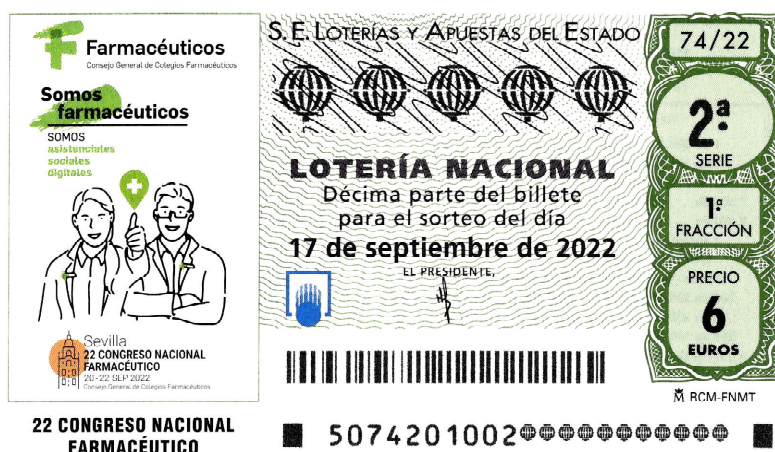 Farmacéuticos
Consejo General de Colegios Farmacéuticos
Somos
farmacéuticos
SOMOS
asistenciales
sociales
digitales
Sevilla
22 CONGRESO NACIONAL
FARMACÉUTICO
20-22 SEP 2022
Consejo General de Colegios Farmacéuticos
22 CONGRESO NACIONAL
FARMACÉUTICO
S. E. LOTERÍAS Y APUESTAS DEL ESTADO
LOTERÍA NACIONAL
Décima parte del billete
para el sorteo del día
17 de septiembre de 2022
EL PRESIDENTE,
5074201002
74/22
2ª
SERIE
1ª
FRACCIÓN
PRECIO
6
EUROS
RCM-FNMT